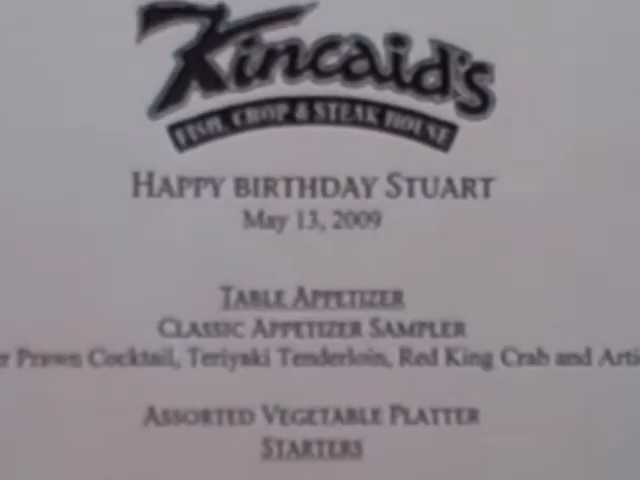 Kincaid's
FISH, CHOP & STEAK HOUSE
HAPPY BIRTHDAY STUART
May 13, 2009
TABLE APPETIZER
CLASSIC APPETIZER SAMPLER
Prawn Cocktail, Teriyaki Tenderloin, Red King Crab and
ASSORTED VEGETABLE PLATTER
STARTERS